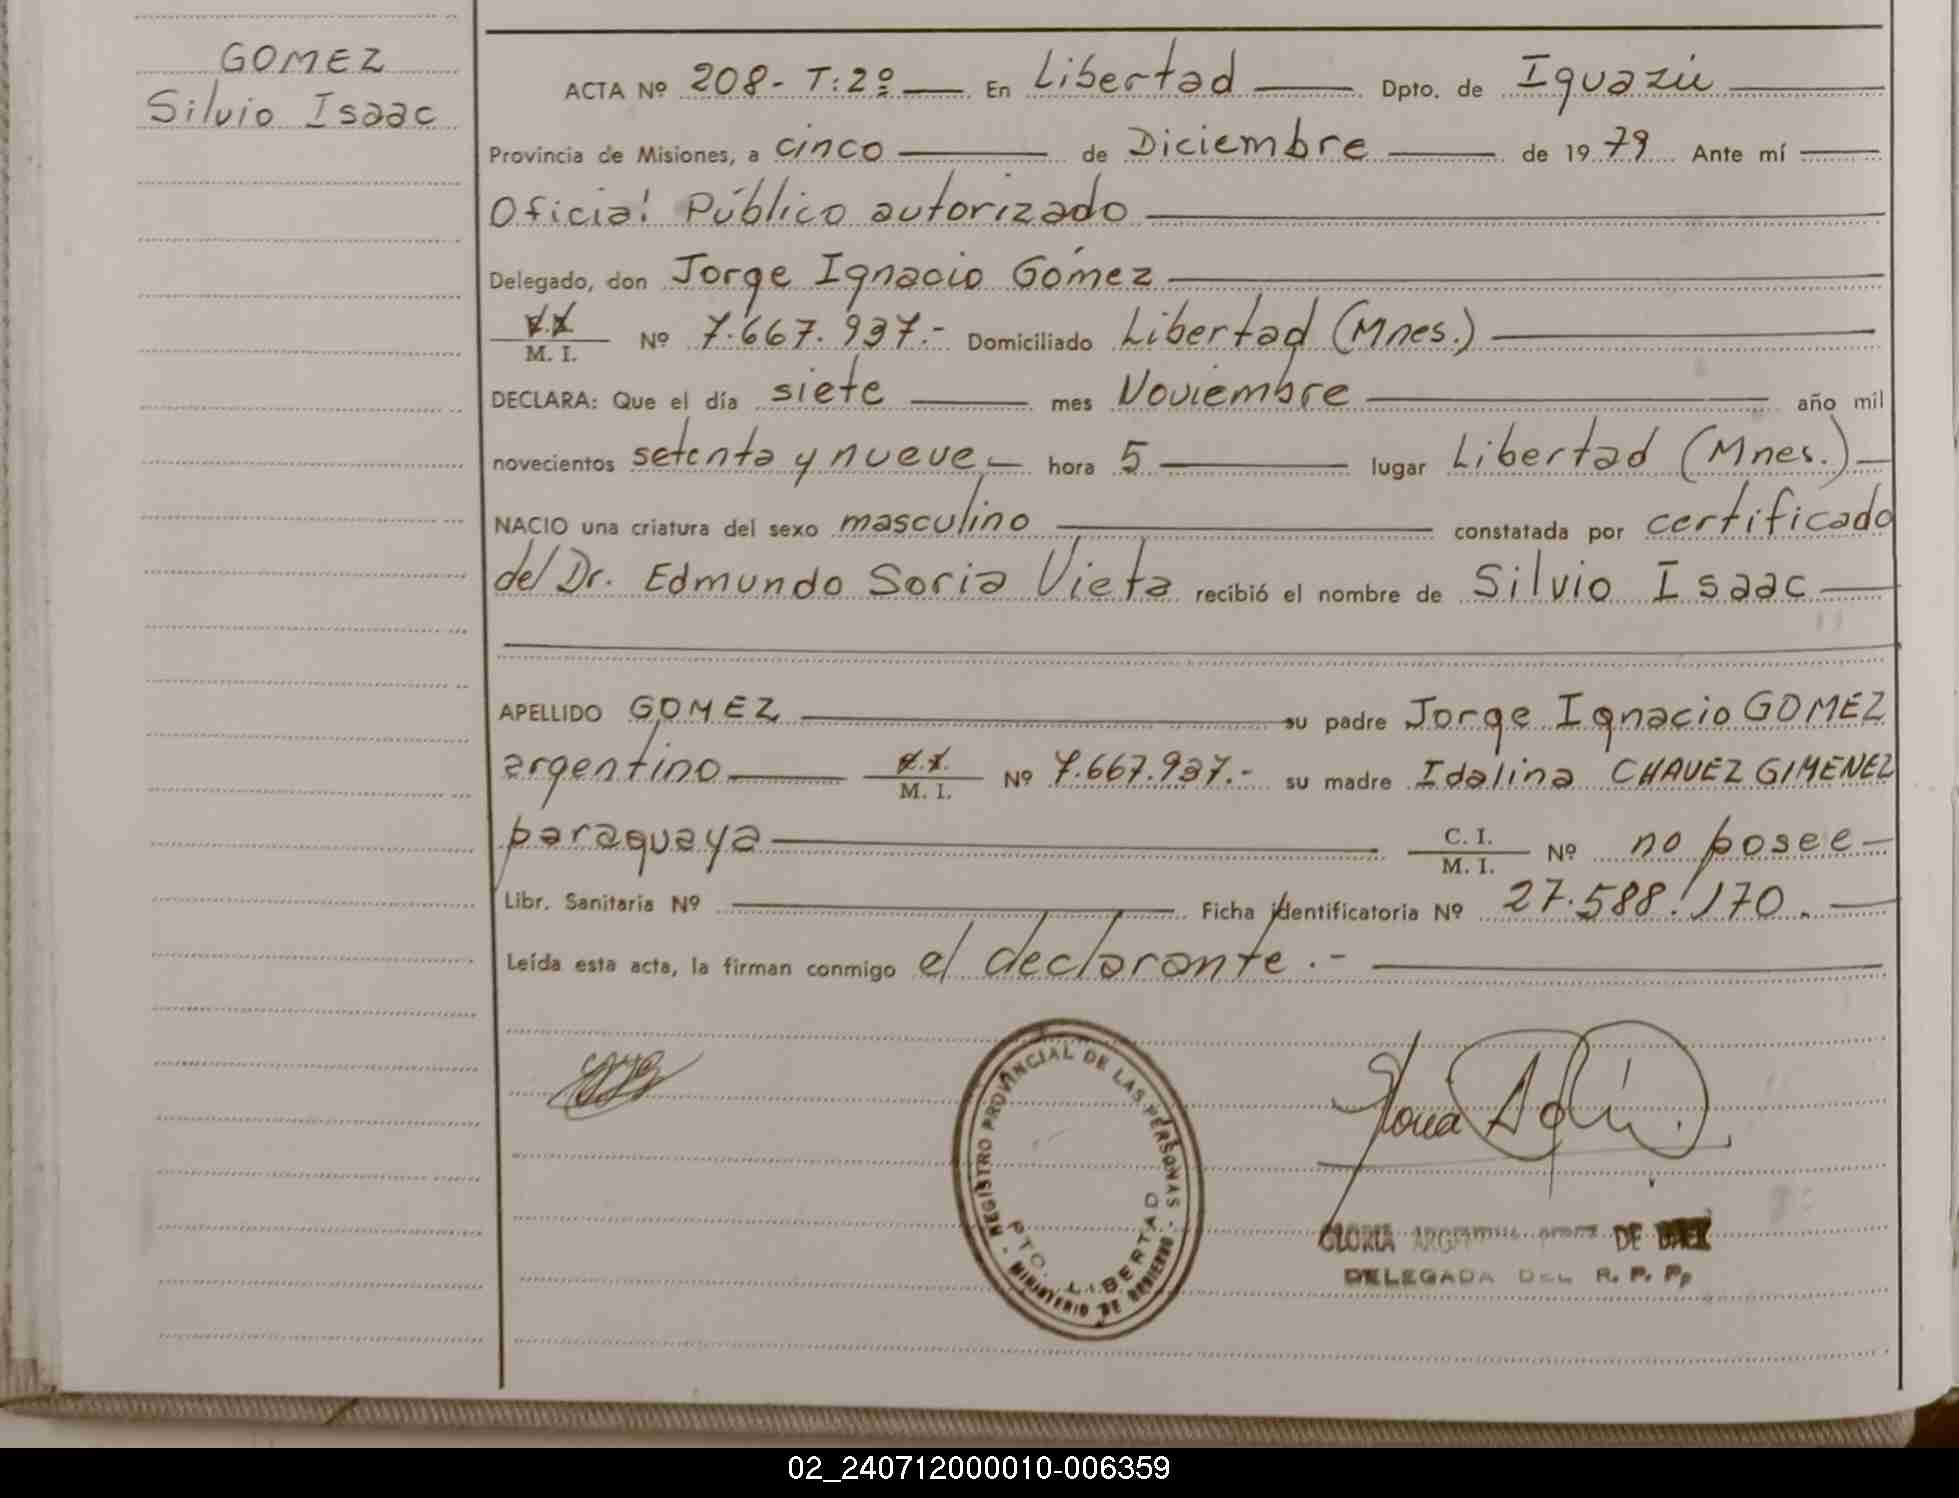 GOMEZ
Silvio Isaac
ACTA Nº 208- T:2º En Libertad Dpto. de Iguazú
Provincia de Misiones, a cinco de Diciembre de 1979 Ante mí
Oficial Público autorizado
Delegado, don Jorge Ignacio Gómez
M. I. Nº 7.667.937.- Domiciliado Libertad (Mnes.)
DECLARA: Que el día siete mes Noviembre año mil
novecientos setenta y nueve.- hora 5 lugar Libertad (Mnes.)
NACIO una criatura del sexo masculino constatada por certificado
del Dr. Edmundo Soria Vieta recibió el nombre de Silvio Isaac
APELLIDO GOMEZ su padre Jorge Ignacio GOMEZ
argentino M. I. Nº 7.667.937.- su madre Idalina CHAVEZ GIMENEZ
paraguaya C. I. M. I. Nº no posee
Libr. Sanitaria Nº Ficha identificatoria Nº 27.588.170.
Leída esta acta, la firman conmigo el declarante.-
REGISTRO PROVINCIAL DE LAS PERSONAS - MINISTERIO DE GOBIERNO -
PTO. LIBERTAD
GLORIA DE
DELEGADA DEL R. P. P.
02_240712000010-006359